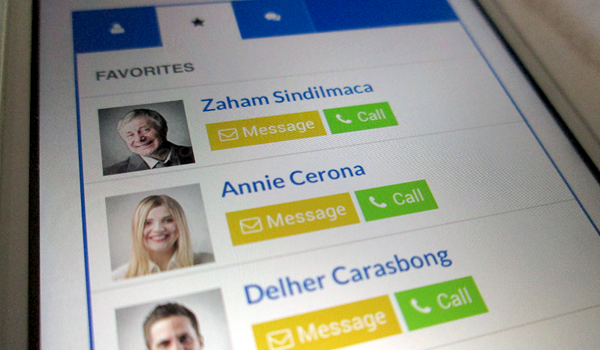 FAVORITES
Zaham Sindilmaca
Message Call
Annie Cerona
Message Call
Delher Carasbong
Message Call